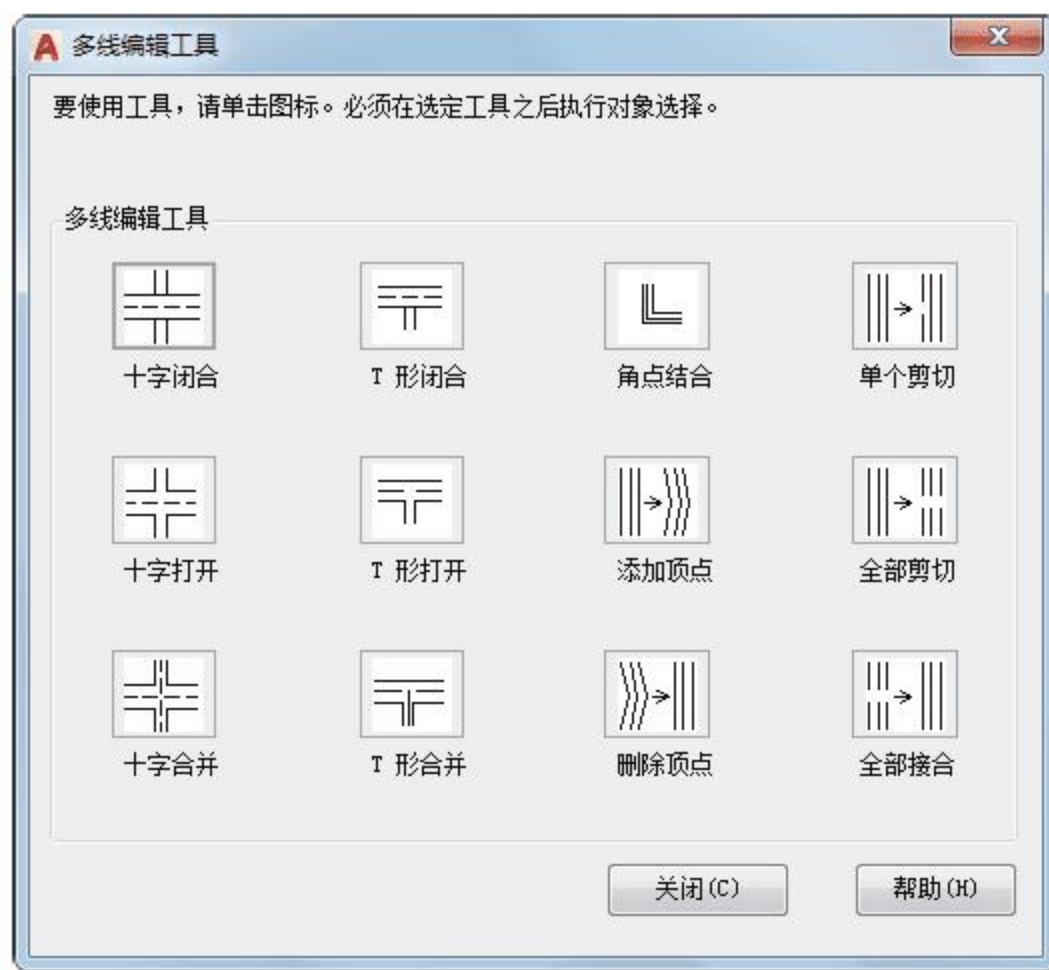 多线编辑工具
要使用工具，请单击图标。必须在选定工具之后执行对象选择。
多线编辑工具
十字闭合 T 形闭合 角点结合 单个剪切
十字打开 T 形打开 添加顶点 全部剪切
十字合并 T 形合并 删除顶点 全部接合
关闭(C) 帮助(H)